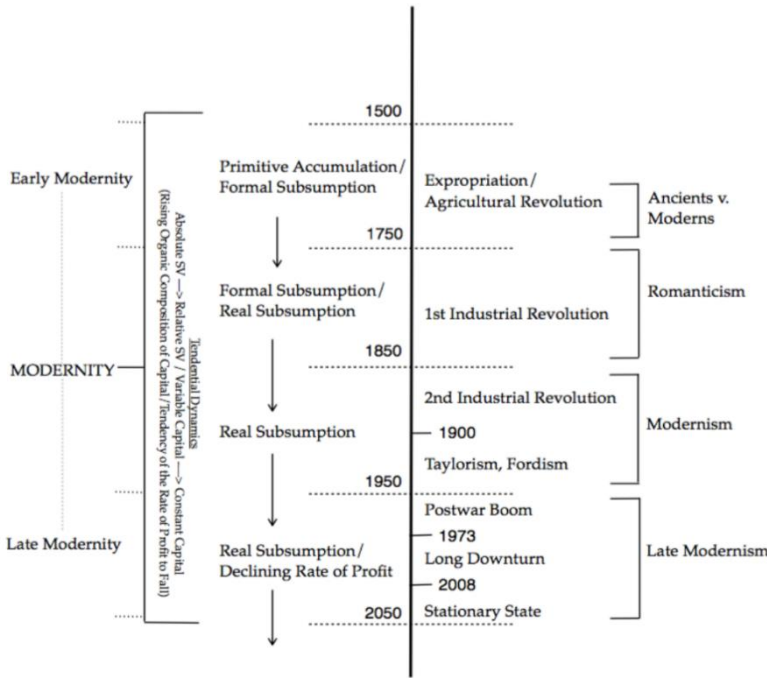 1500
Early Modernity
Primitive Accumulation/
Formal Subsumption
Expropriation/
Agricultural Revolution
Ancients v.
Moderns
1750
Formal Subsumption/
Real Subsumption
1st Industrial Revolution
Romanticism
1850
MODERNITY
Tendential Dynamics
Absolute SV —> Relative SV / Variable Capital —> Constant Capital
(Rising Organic Composition of Capital/Tendency of the Rate of Profit to Fall)
2nd Industrial Revolution
1900
Real Subsumption
Modernism
Taylorism, Fordism
1950
Postwar Boom
1973
Late Modernity
Real Subsumption/
Declining Rate of Profit
Long Downturn
Late Modernism
2008
2050
Stationary State